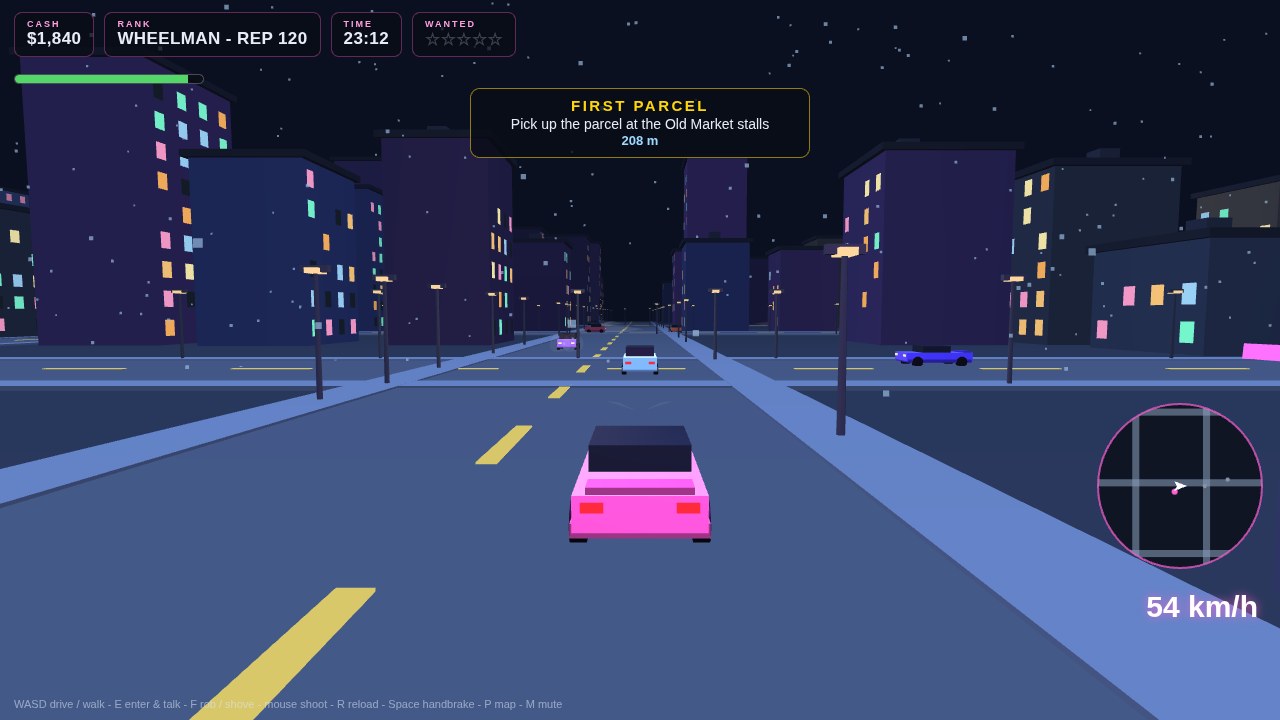 CASH
$1,840
RANK
WHEELMAN - REP 120
TIME
23:12
WANTED
☆☆☆☆☆
FIRST PARCEL
Pick up the parcel at the Old Market stalls
208 m
54 km/h
WASD drive / walk - E enter & talk - F rob / shove - mouse shoot - R reload - Space handbrake - P map - M mute